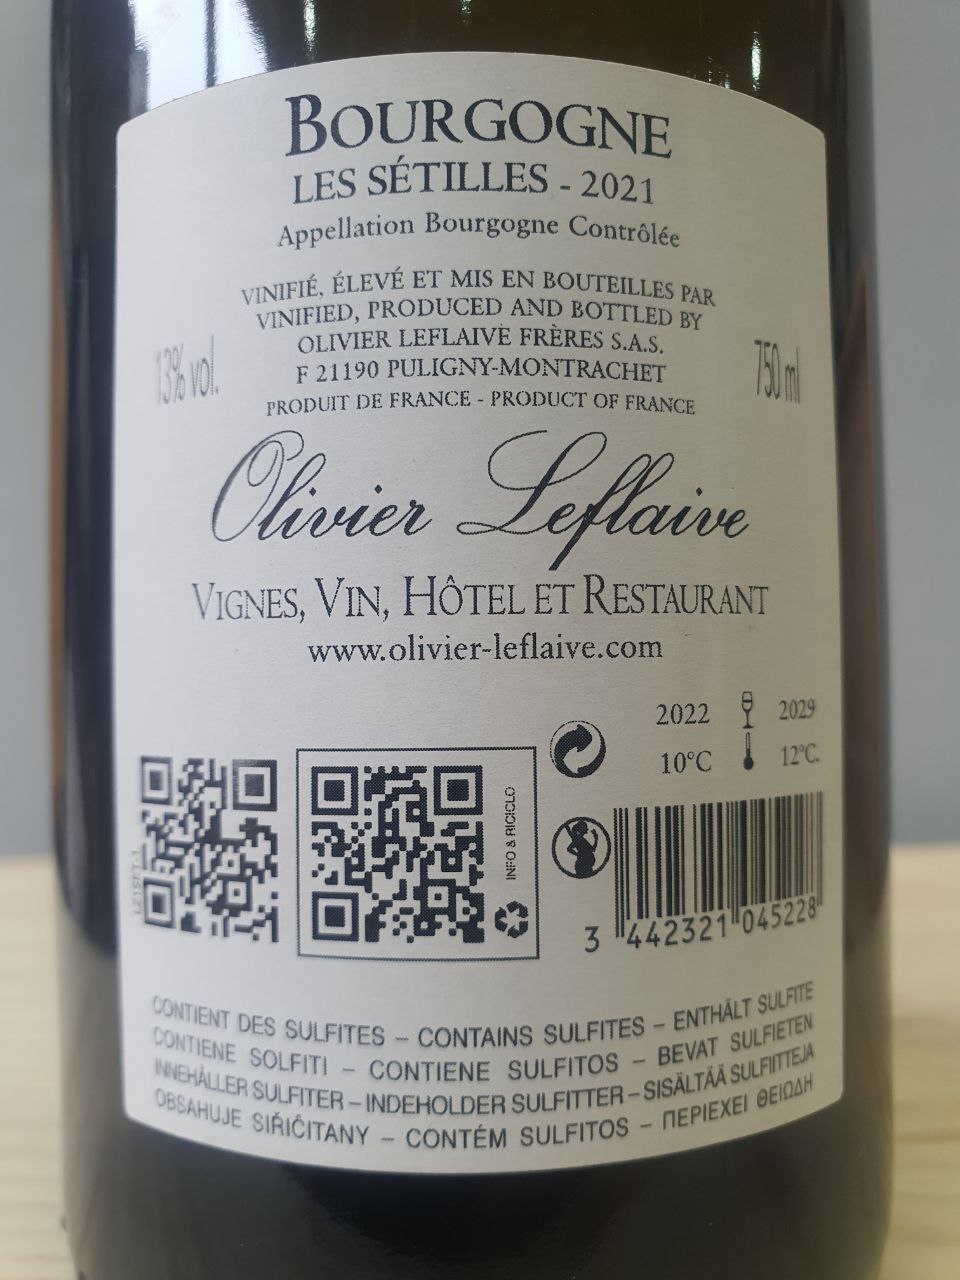 BOURGOGNE
LES SÉTILLES - 2021
Appellation Bourgogne Contrôlée
VINIFIÉ, ÉLEVÉ ET MIS EN BOUTEILLES PAR
VINIFIED, PRODUCED AND BOTTLED BY
OLIVIER LEFLAIVE FRÈRES S.A.S.
13% vol.
750 ml
F 21190 PULIGNY-MONTRACHET
PRODUIT DE FRANCE - PRODUCT OF FRANCE
Olivier Leflaive
VIGNES, VIN, HÔTEL ET RESTAURANT
www.olivier-leflaive.com
2022 2029
10°C 12°C.
INFO & RICICLO
L21SET-1
3 442321 045228
CONTIENT DES SULFITES – CONTAINS SULFITES – ENTHÄLT SULFITE
CONTIENE SOLFITI – CONTIENE SULFITOS – BEVAT SULFIETEN
INNEHÅLLER SULFITER – INDEHOLDER SULFITTER – SISÄLTÄÄ SULFIITTEJA
OBSAHUJE SIŘIČITANY – CONTÉM SULFITOS – ΠΕΡΙΕΧΕΙ ΘΕΙΩΔΗ